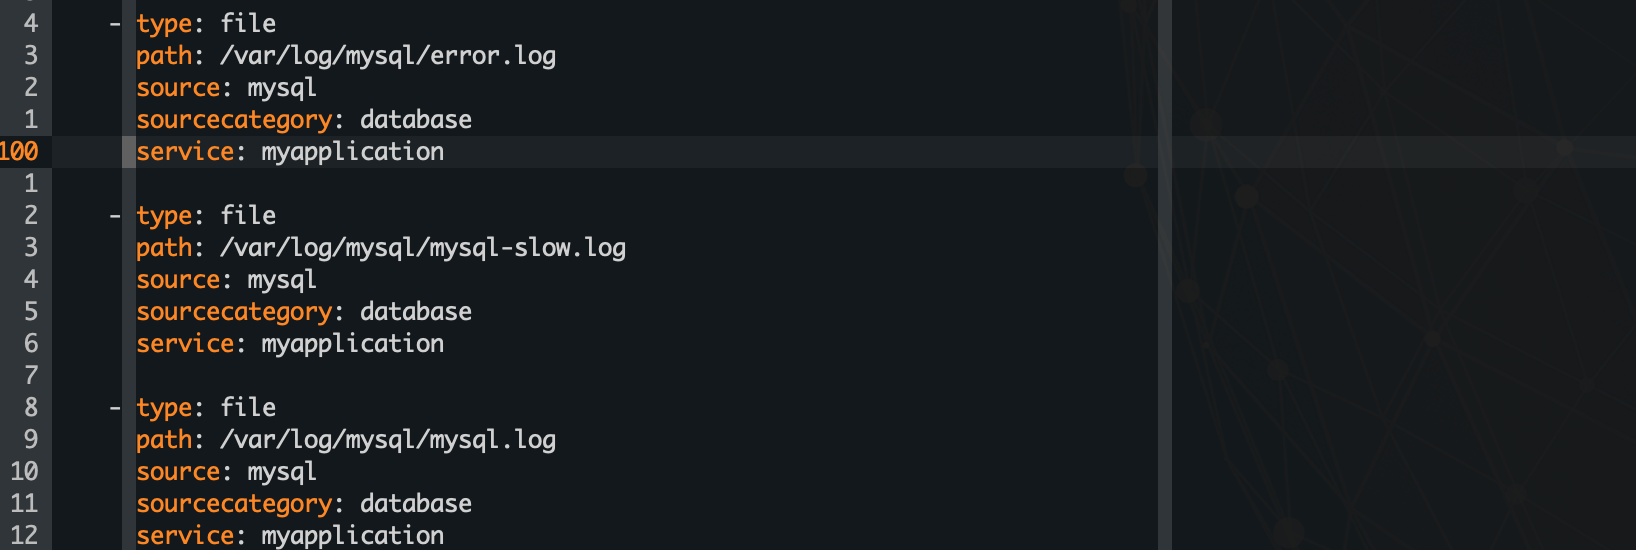 4 - type: file
3 path: /var/log/mysql/error.log
2 source: mysql
1 sourcecategory: database
100 service: myapplication
1
2 - type: file
3 path: /var/log/mysql/mysql-slow.log
4 source: mysql
5 sourcecategory: database
6 service: myapplication
7
8 - type: file
9 path: /var/log/mysql/mysql.log
10 source: mysql
11 sourcecategory: database
12 service: myapplication